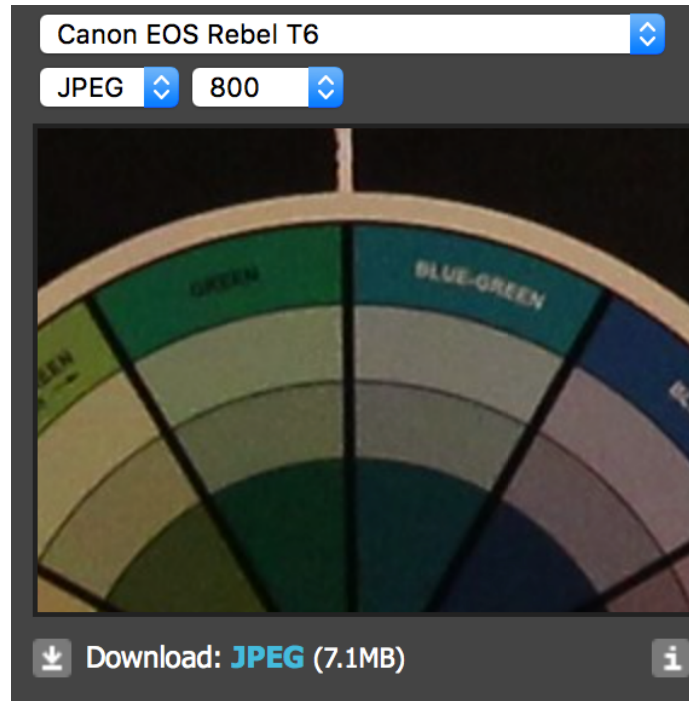 Canon EOS Rebel T6
JPEG 800
GREEN
BLUE-GREEN
Download: JPEG (7.1MB)